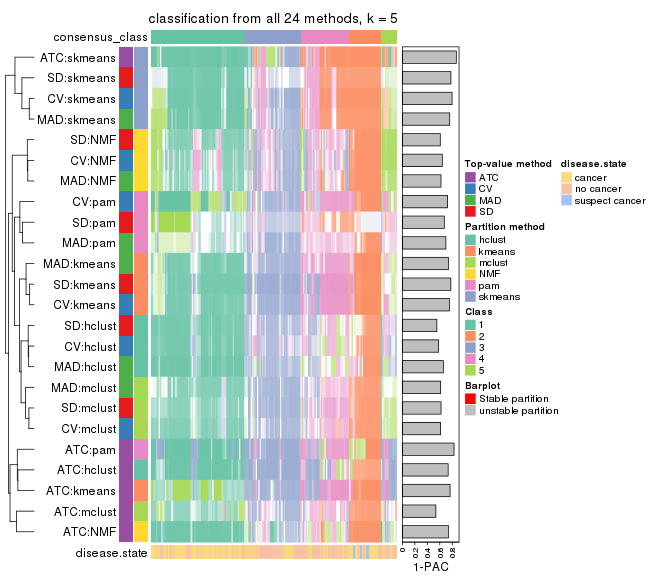 classification from all 24 methods, k = 5
consensus_class
ATC:skmeans
SD:skmeans
CV:skmeans
MAD:skmeans
SD:NMF
CV:NMF
MAD:NMF
CV:pam
SD:pam
MAD:pam
MAD:kmeans
SD:kmeans
CV:kmeans
SD:hclust
CV:hclust
MAD:hclust
MAD:mclust
SD:mclust
CV:mclust
ATC:pam
ATC:hclust
ATC:kmeans
ATC:mclust
ATC:NMF
disease.state
0
0.2
0.4
0.6
0.8
1-PAC
Top-value method
ATC
CV
MAD
SD
Partition method
hclust
kmeans
mclust
NMF
pam
skmeans
Class
1
2
3
4
5
Barplot
Stable partition
unstable partition
disease.state
cancer
no cancer
suspect cancer